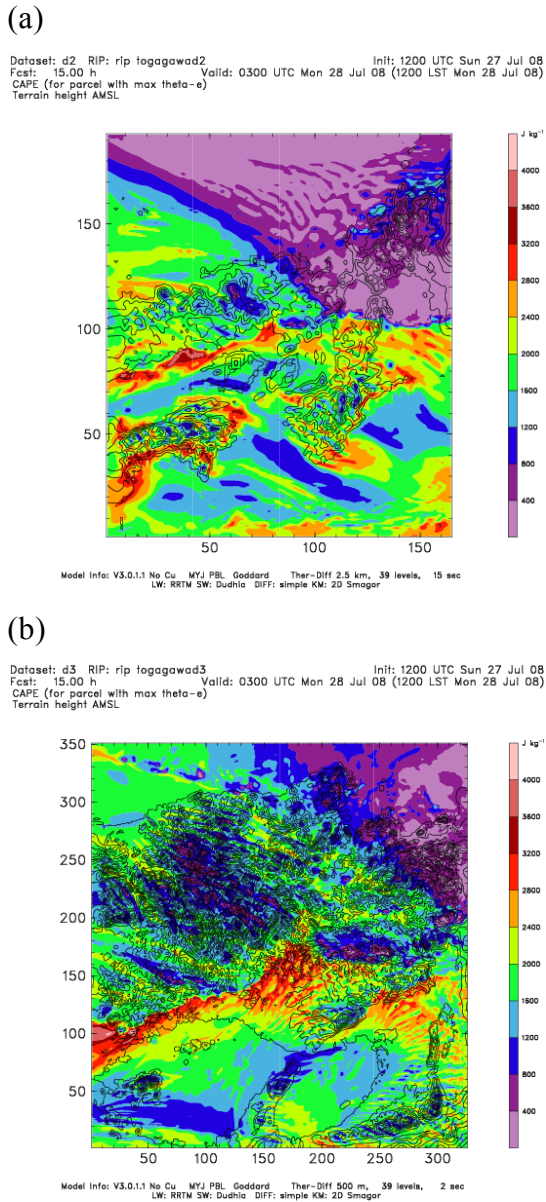 (a)
Dataset: d2 RIP: rip togagawad2 Init: 1200 UTC Sun 27 Jul 08
Fcst: 15.00 h Valid: 0300 UTC Mon 28 Jul 08 (1200 LST Mon 28 Jul 08)
CAPE (for parcel with max theta-e)
Terrain height AMSL
J kg⁻¹
4000
3600
3200
2800
2400
2000
1600
1200
800
400
150
100
50
50 100 150
Model Info: V3.0.1.1 No Cu MYJ PBL Goddard Ther-Diff 2.5 km, 39 levels, 15 sec
LW: RRTM SW: Dudhia DIFF: simple KM: 2D Smagor
(b)
Dataset: d3 RIP: rip togagawad3 Init: 1200 UTC Sun 27 Jul 08
Fcst: 15.00 h Valid: 0300 UTC Mon 28 Jul 08 (1200 LST Mon 28 Jul 08)
CAPE (for parcel with max theta-e)
Terrain height AMSL
J kg⁻¹
4000
3600
3200
2800
2400
2000
1600
1200
800
400
350
300
250
200
150
100
50
0
50 100 150 200 250 300
Model Info: V3.0.1.1 No Cu MYJ PBL Goddard Ther-Diff 500 m, 39 levels, 2 sec
LW: RRTM SW: Dudhia DIFF: simple KM: 2D Smagor